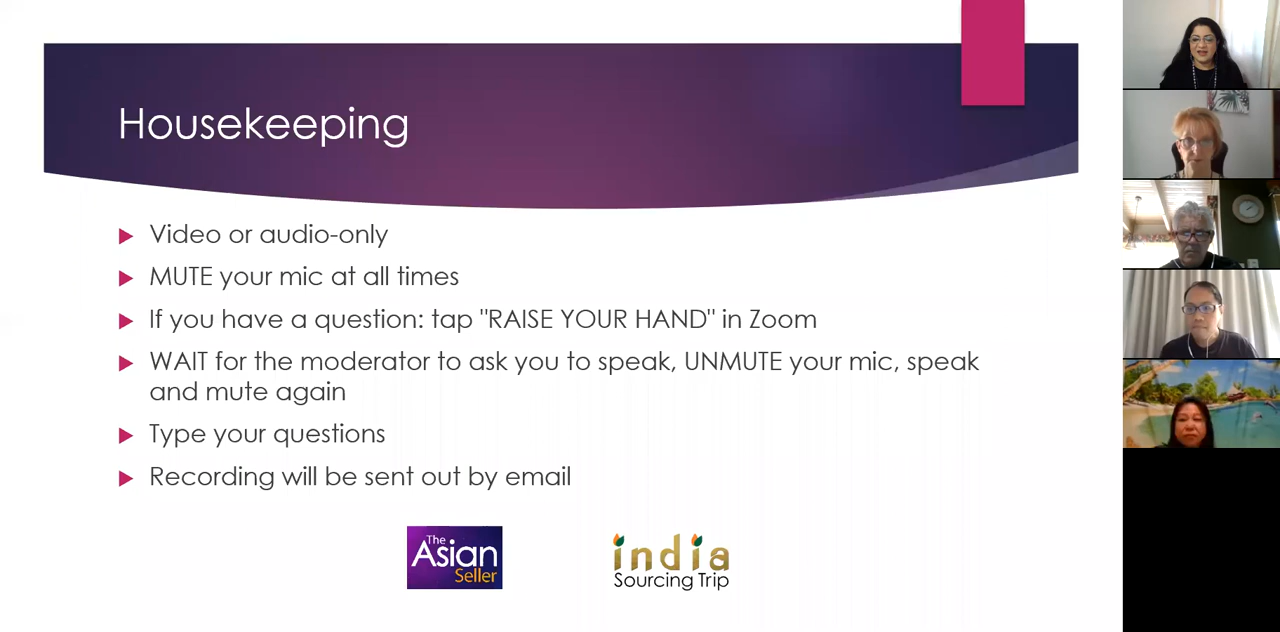 Housekeeping
Video or audio-only
MUTE your mic at all times
If you have a question: tap "RAISE YOUR HAND" in Zoom
WAIT for the moderator to ask you to speak, UNMUTE your mic, speak
and mute again
Type your questions
Recording will be sent out by email
The
Asian
Seller
india
Sourcing Trip